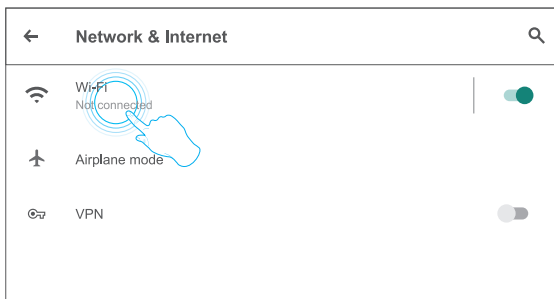 Network & Internet
Wi-Fi
Not connected
Airplane mode
VPN